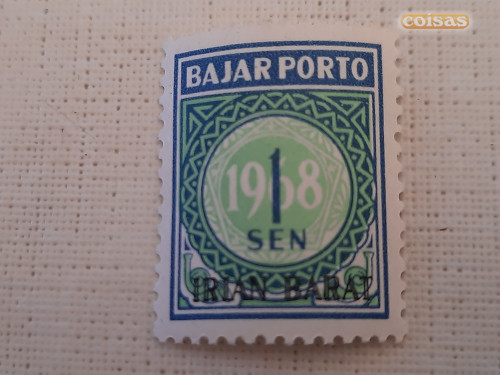 coisas
BAJAR PORTO
1968
1
SEN
IRIAN BARAT